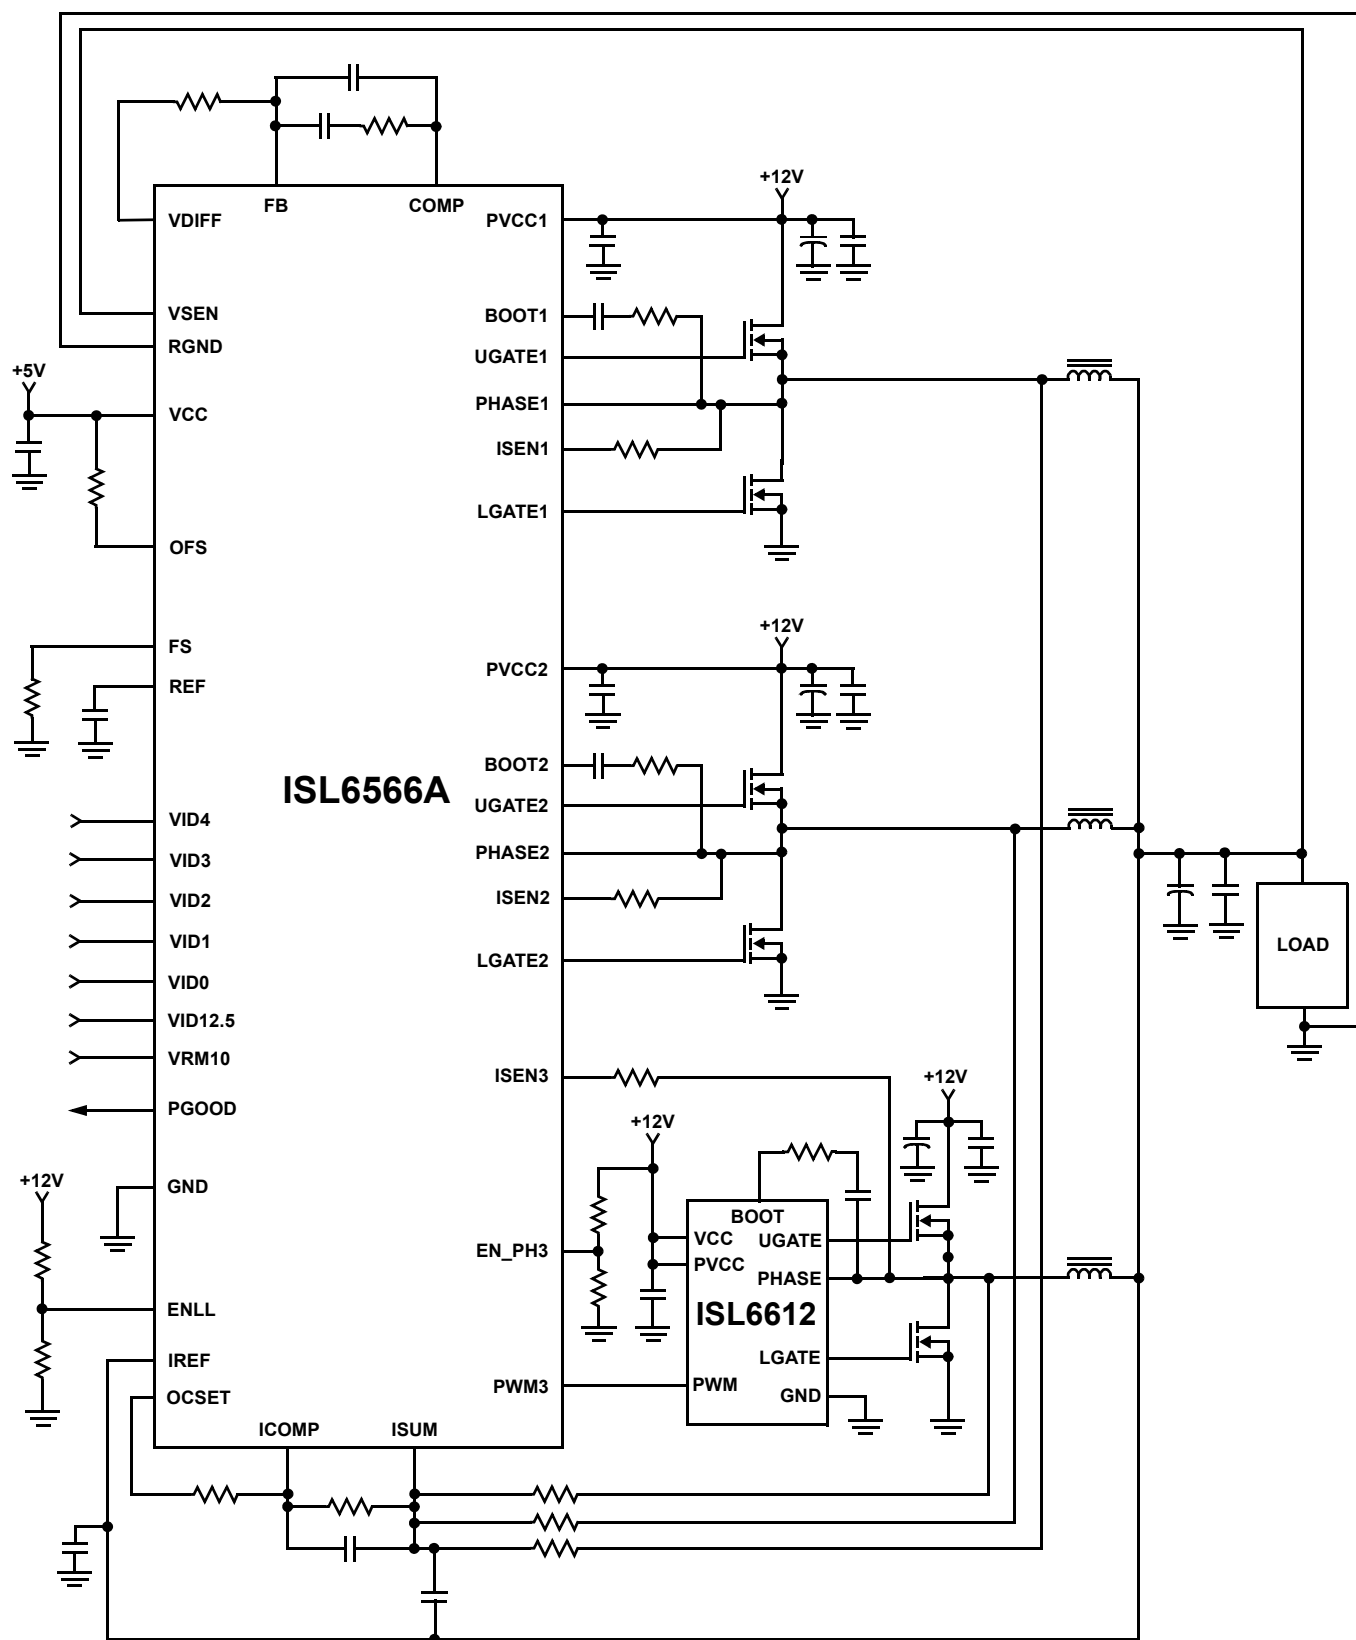 FB
COMP
VDIFF
VSEN
RGND
+5V
VCC
OFS
FS
REF
VID4
VID3
VID2
VID1
VID0
VID12.5
VRM10
PGOOD
+12V
GND
ENLL
IREF
OCSET
ICOMP
ISUM
ISL6566A
+12V
PVCC1
BOOT1
UGATE1
PHASE1
ISEN1
LGATE1
+12V
PVCC2
BOOT2
UGATE2
PHASE2
ISEN2
LGATE2
ISEN3
+12V
+12V
EN_PH3
PWM3
BOOT
VCC
UGATE
PVCC
PHASE
ISL6612
LGATE
PWM
GND
LOAD